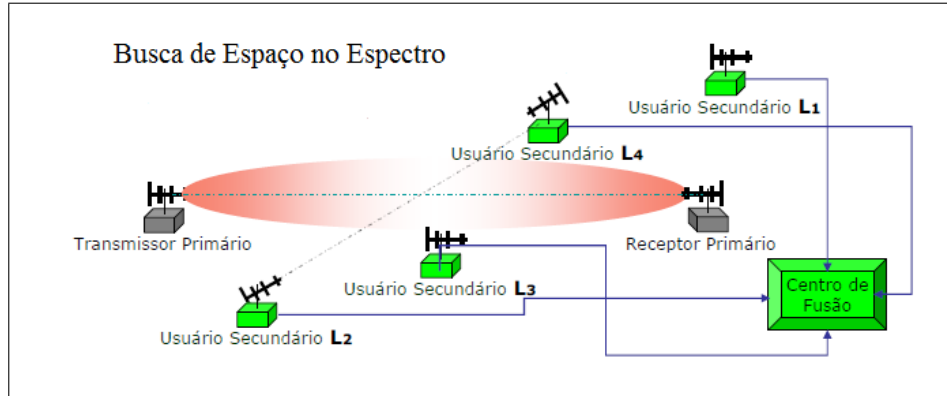 Busca de Espaço no Espectro
Usuário Secundário L1
Usuário Secundário L4
Transmissor Primário
Receptor Primário
Usuário Secundário L3
Centro de
Fusão
Usuário Secundário L2